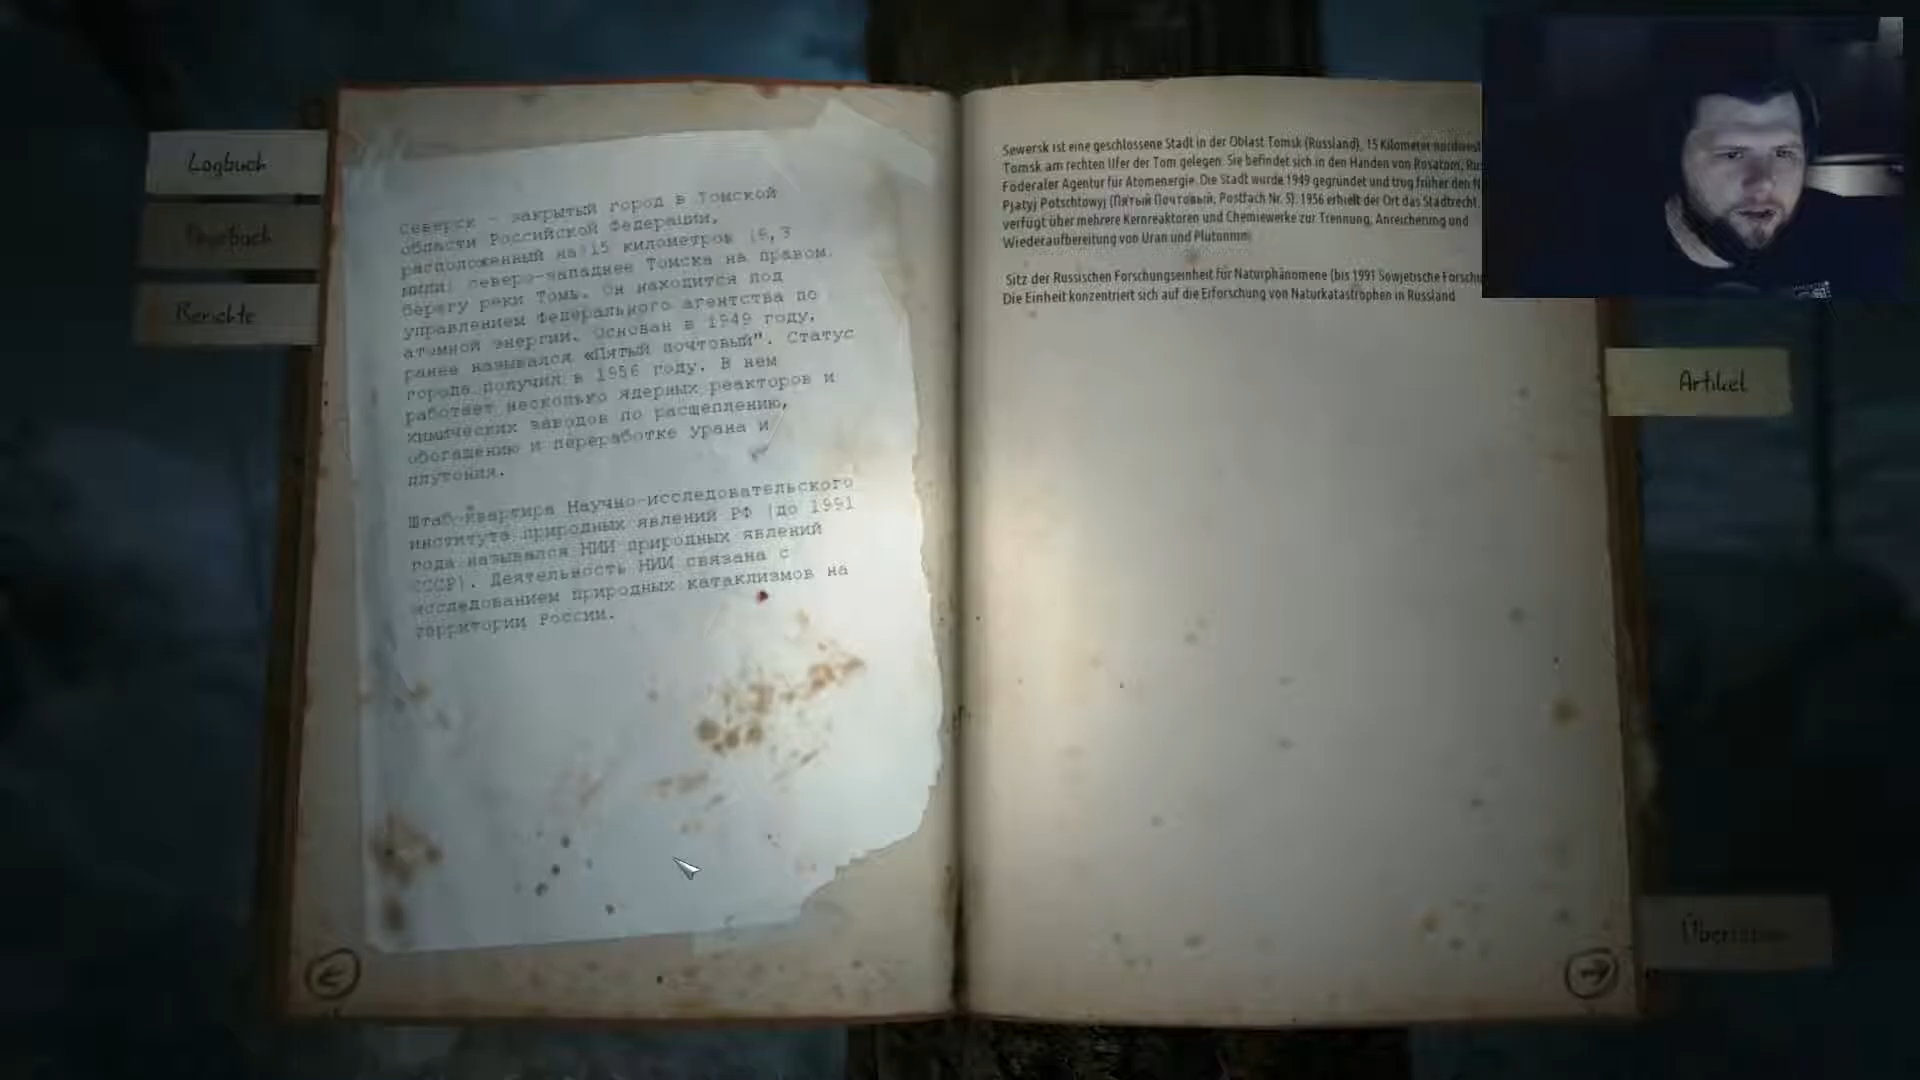 Logbuch
Tagebuch
Berichte
Северск - закрытый город в Томской
области Российской Федерации,
расположенный на 15 километров (9,3
мили) северо-западнее Томска на правом
берегу реки Томь. Он находится под
управлением Федерального агентства по
атомной энергии. Основан в 1949 году,
ранее назывался «Пятый почтовый". Статус
города получил в 1956 году. В нем
работает несколько ядерных реакторов и
химических заводов по расщеплению,
обогащению и переработке урана и
плутония.
Штаб-квартира Научно-исследовательского
института природных явлений РФ (до 1991
года назывался НИИ природных явлений
СССР). Деятельность НИИ связана с
исследованием природных катаклизмов на
территории России.
Sewersk ist eine geschlossene Stadt in der Oblast Tomsk (Russland), 15 Kilometer
Tomsk am rechten Ufer der Tom gelegen. Sie befindet sich in den Händen von Rosatom,
Föderaler Agentur für Atomenergie. Die Stadt wurde 1949 gegründet und trug früher den
Pjatyj Potschtowyj (Пятый Почтовый, Postfach Nr. 5). 1956 erhielt der Ort das Stadtrecht.
verfügt über mehrere Kernreaktoren und Chemiewerke zur Trennung, Anreicherung und
Wiederaufbereitung von Uran und Plutonium.
Sitz der Russischen Forschungseinheit für Naturphänomene (bis 1991 Sowjetische
Die Einheit konzentriert sich auf die Erforschung von Naturkatastrophen in Russland
Artikel